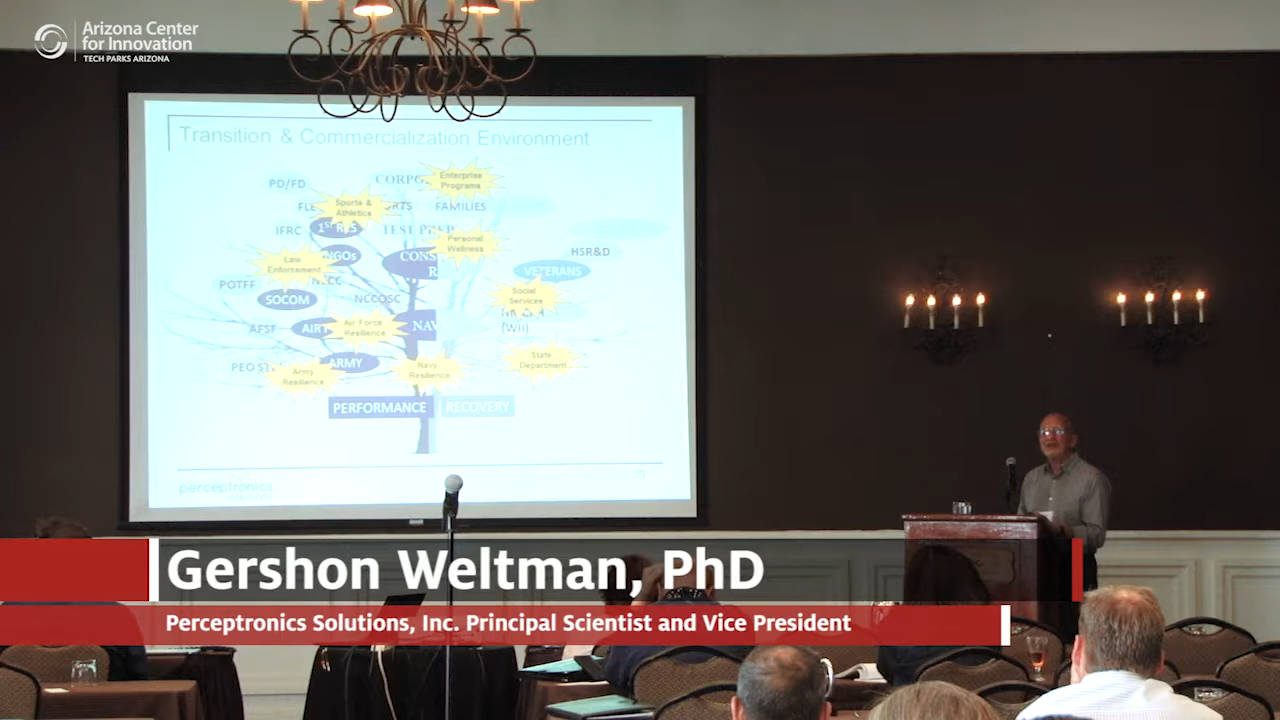 Arizona Center
for Innovation
TECH PARKS ARIZONA
Transition & Commercialization Environment
PD/FD
Enterprise
Programs
Sports &
Athletics
FAMILIES
IFRC
TEST PREP
Personal
Wellness
HSR&D
NGOs
Law
Enforcement
VETERANS
POTFF
SOCOM
NCCOSC
Social
Services
AFSF
Air Force
Resilience
(WII)
ARMY
State
Department
Army
Resilience
Navy
Resilience
PERFORMANCE
RECOVERY
perceptronics
Gershon Weltman, PhD
Perceptronics Solutions, Inc. Principal Scientist and Vice President